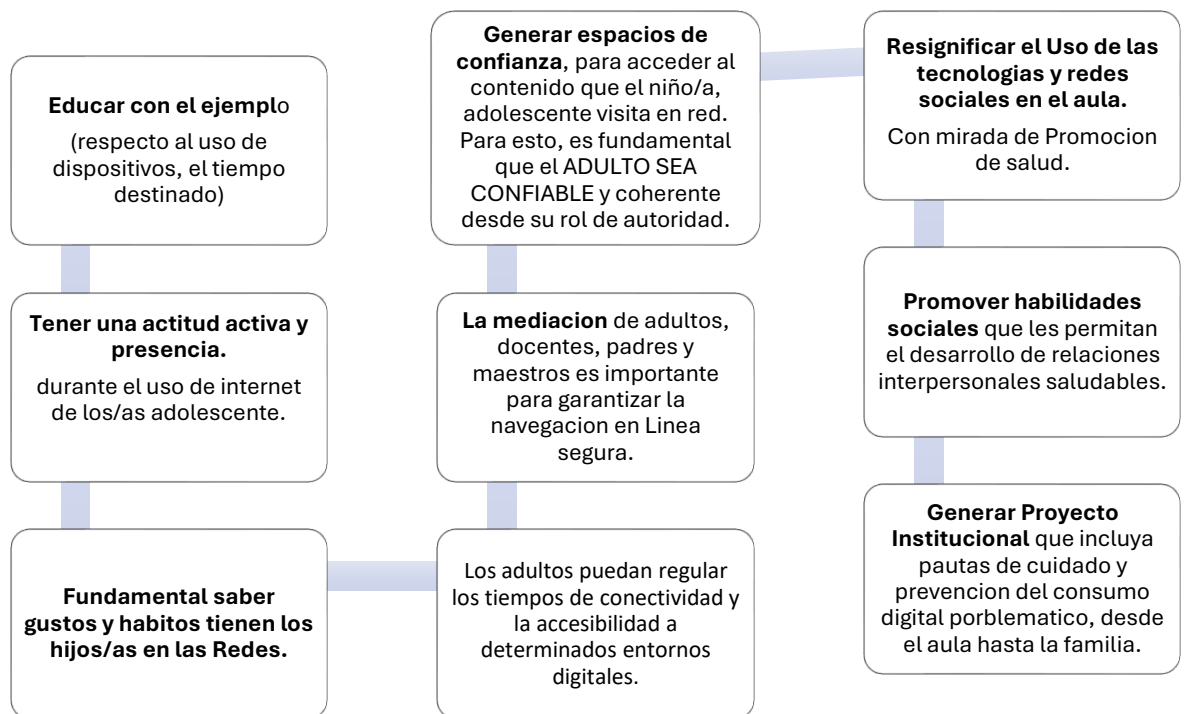 Educar con el ejemplo
(respecto al uso de
dispositivos, el tiempo
destinado)
Tener una actitud activa y
presencia.
durante el uso de internet
de los/as adolescente.
Fundamental saber
gustos y habitos tienen los
hijos/as en las Redes.
Los adultos puedan regular
los tiempos de conectividad y
la accesibilidad a
determinados entornos
digitales.
La mediacion de adultos,
docentes, padres y
maestros es importante
para garantizar la
navegacion en Linea
segura.
Generar espacios de
confianza, para acceder al
contenido que el niño/a,
adolescente visita en red.
Para esto, es fundamental
que el ADULTO SEA
CONFIABLE y coherente
desde su rol de autoridad.
Resignificar el Uso de las
tecnologias y redes
sociales en el aula.
Con mirada de Promocion
de salud.
Promover habilidades
sociales que les permitan
el desarrollo de relaciones
interpersonales saludables.
Generar Proyecto
Institucional que incluya
pautas de cuidado y
prevencion del consumo
digital porblematico, desde
el aula hasta la familia.